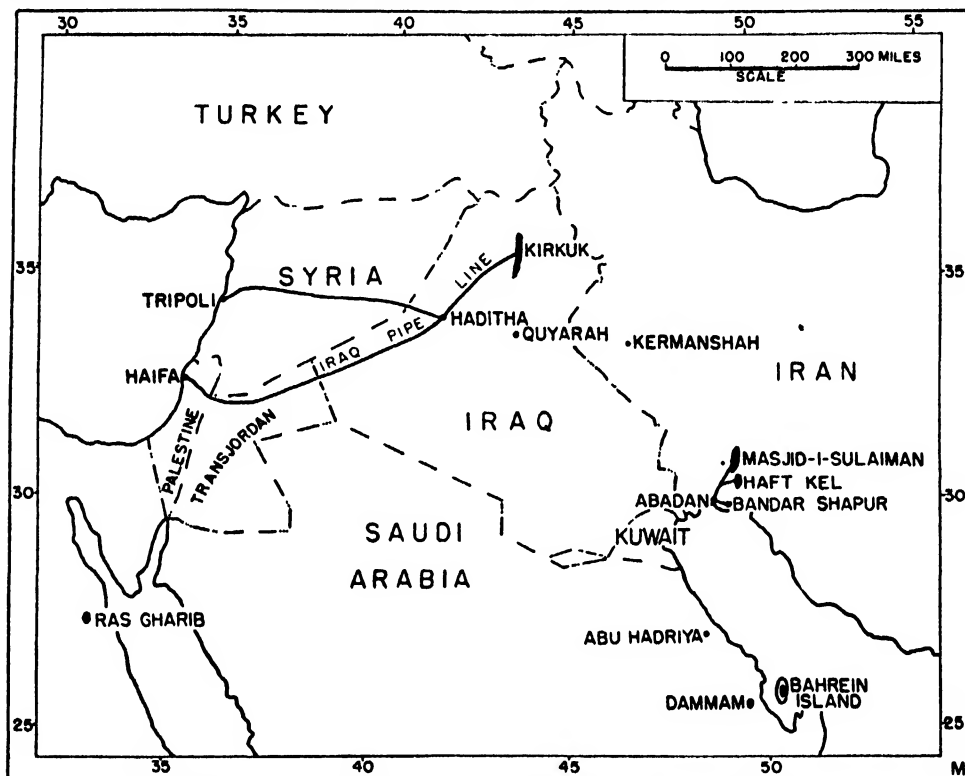 30 35 40 45 50 55
0 100 200 300 MILES
SCALE
TURKEY
35 35
KIRKUK
SYRIA
LINE
TRIPOLI
HADITHA
PIPE
QUYARAH
IRAQ
KERMANSHAH
HAIFA
IRAN
IRAQ
PALESTINE
TRANSJORDAN
MASJID-I-SULAIMAN
HAFT KEL
30 30
ABADAN
BANDAR SHAPUR
SAUDI
ARABIA
KUWAIT
RAS GHARIB
ABU HADRIYA
DAMMAM
BAHREIN
ISLAND
25 25
35 40 45 50 M